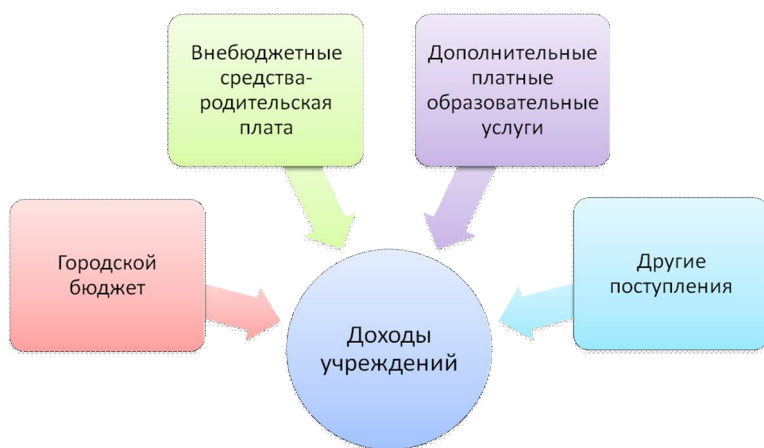 Внебюджетные
средства-
родительская
плата
Дополнительные
платные
образовательные
услуги
Городской
бюджет
Другие
поступления
Доходы
учреждений